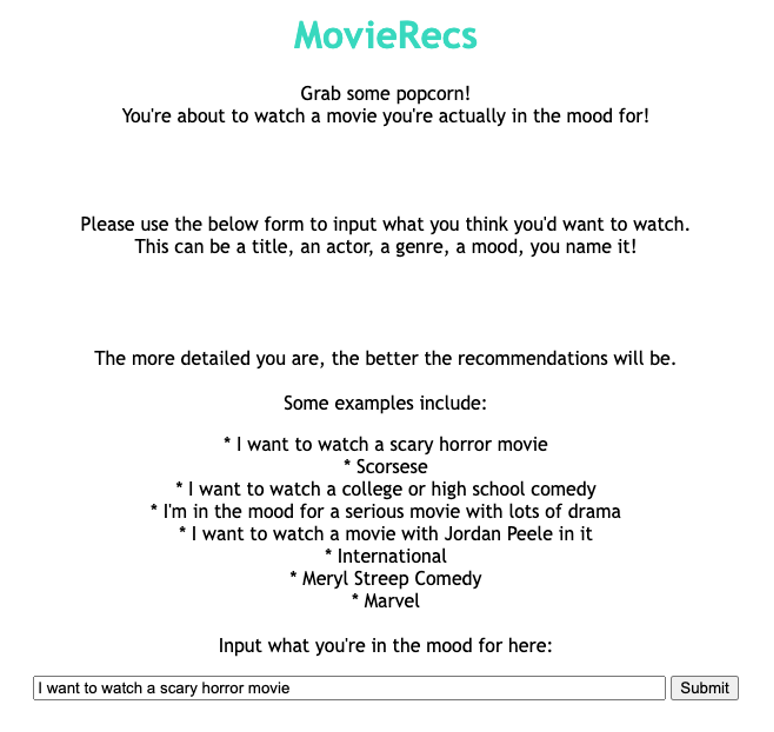 MovieRecs
Grab some popcorn!
You're about to watch a movie you're actually in the mood for!
Please use the below form to input what you think you'd want to watch.
This can be a title, an actor, a genre, a mood, you name it!
The more detailed you are, the better the recommendations will be.
Some examples include:
* I want to watch a scary horror movie
* Scorsese
* I want to watch a college or high school comedy
* I'm in the mood for a serious movie with lots of drama
* I want to watch a movie with Jordan Peele in it
* International
* Meryl Streep Comedy
* Marvel
Input what you're in the mood for here:
I want to watch a scary horror movie Submit